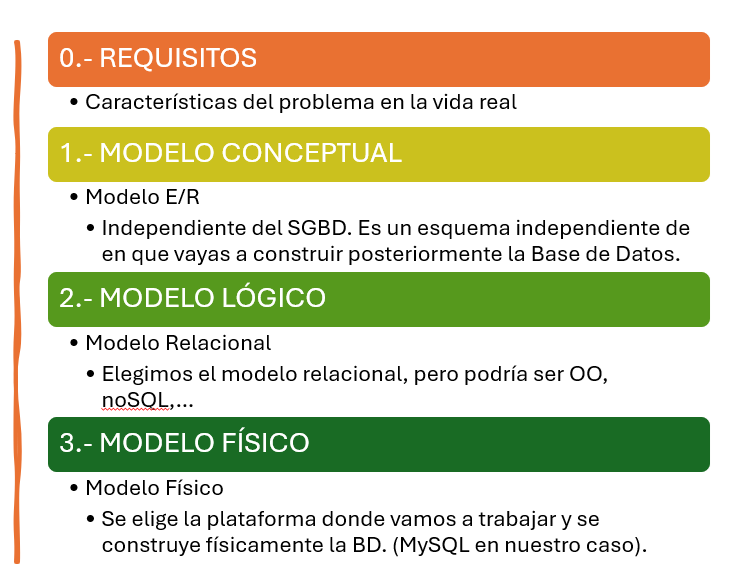 0.- REQUISITOS
• Características del problema en la vida real
1.- MODELO CONCEPTUAL
• Modelo E/R
• Independiente del SGBD. Es un esquema independiente de
en que vayas a construir posteriormente la Base de Datos.
2.- MODELO LÓGICO
• Modelo Relacional
• Elegimos el modelo relacional, pero podría ser OO,
noSQL,...
3.- MODELO FÍSICO
• Modelo Físico
• Se elige la plataforma donde vamos a trabajar y se
construye físicamente la BD. (MySQL en nuestro caso).